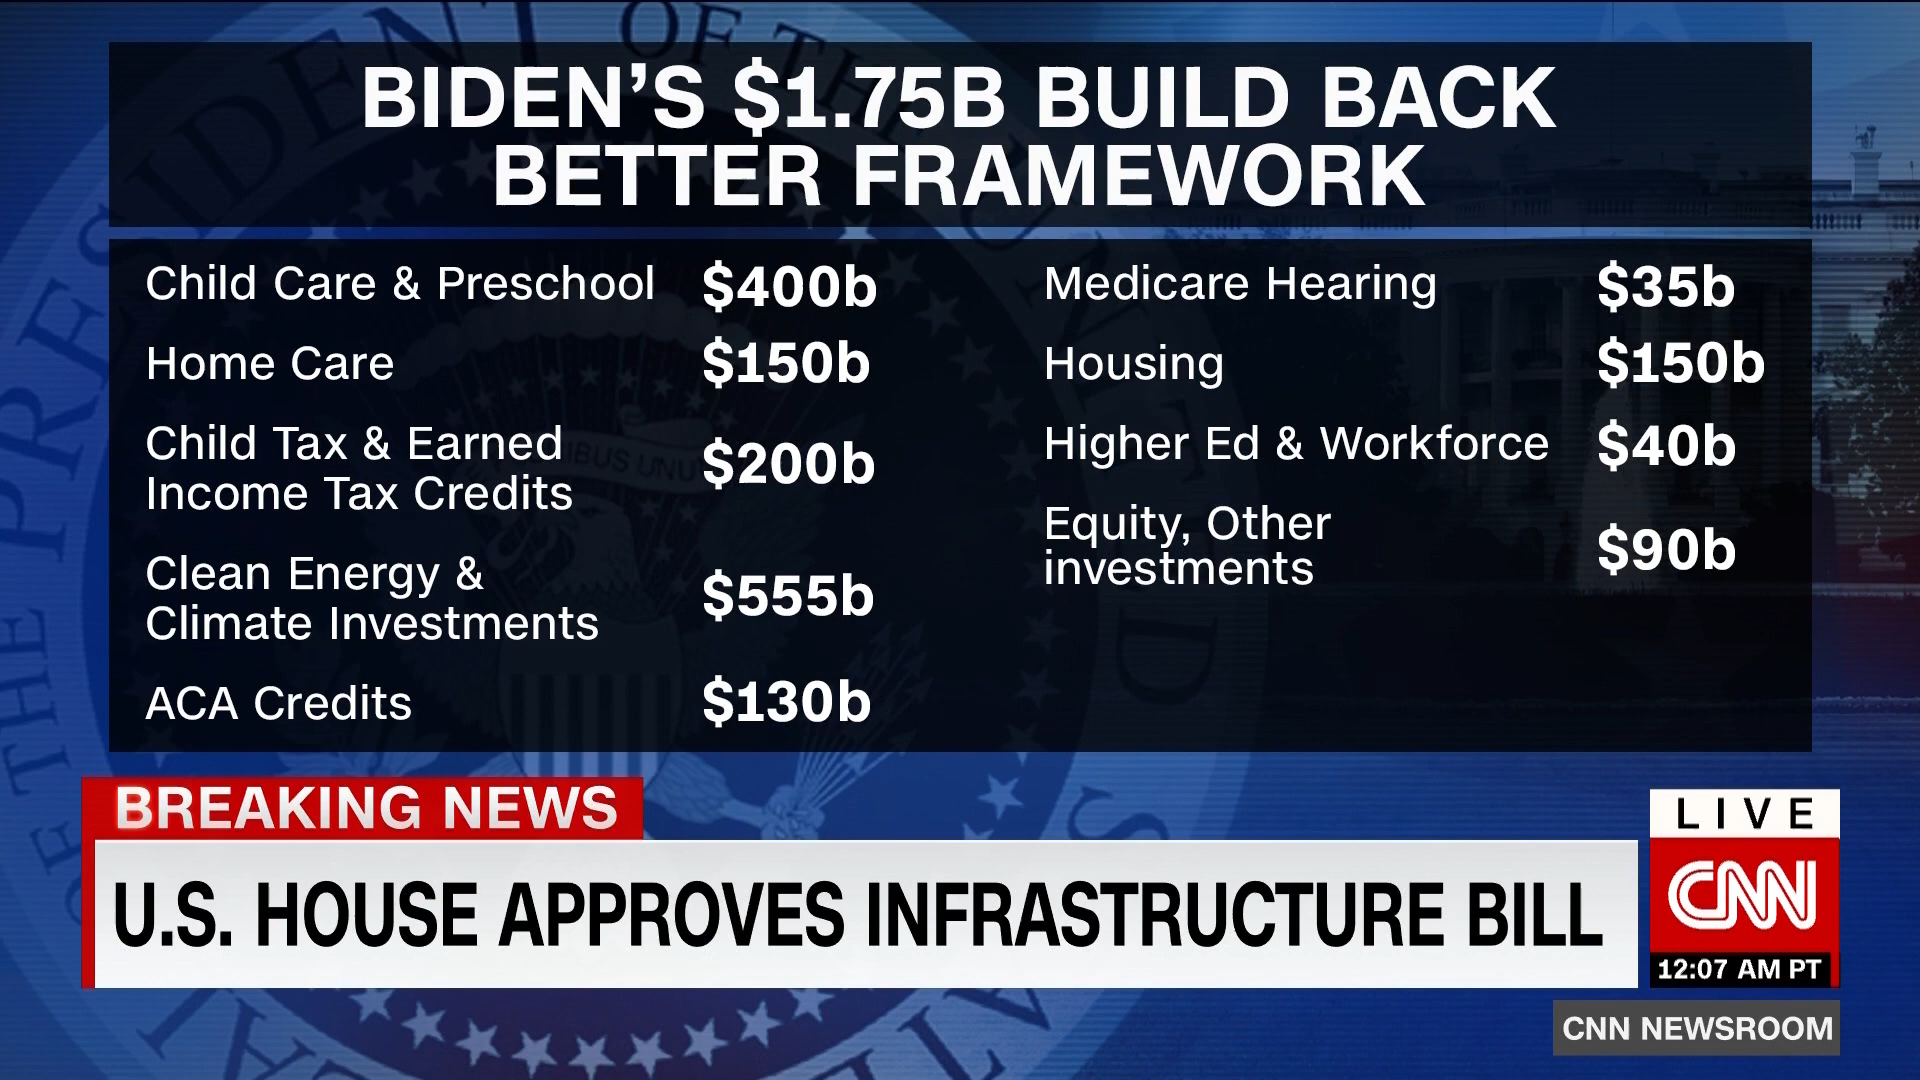 BIDEN'S $1.75B BUILD BACK
BETTER FRAMEWORK
Child Care & Preschool $400b
Home Care $150b
Child Tax & Earned
Income Tax Credits $200b
Clean Energy &
Climate Investments $555b
ACA Credits $130b
Medicare Hearing $35b
Housing $150b
Higher Ed & Workforce $40b
Equity, Other
investments $90b
BREAKING NEWS
U.S. HOUSE APPROVES INFRASTRUCTURE BILL
LIVE
CNN
12:07 AM PT
CNN NEWSROOM